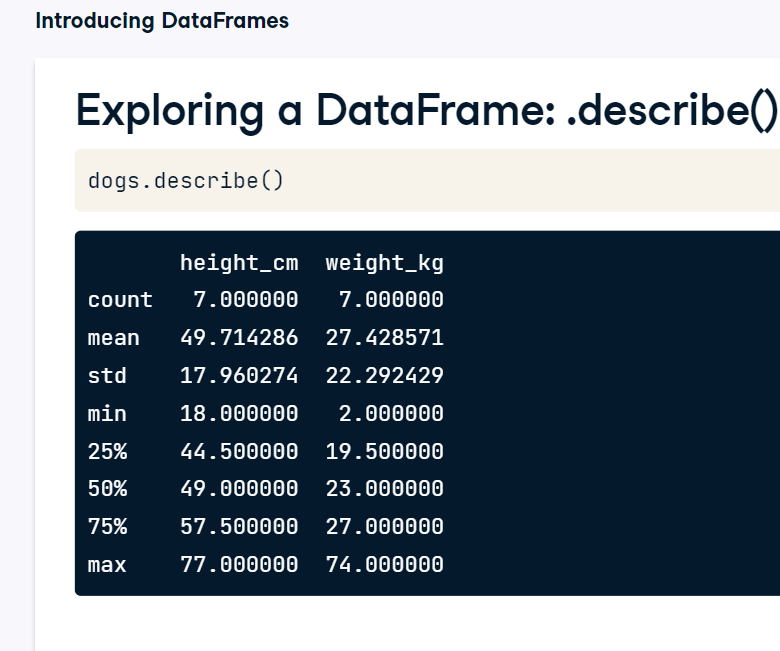 Introducing DataFrames
Exploring a DataFrame: .describe()
dogs.describe()
height_cm weight_kg
count 7.000000 7.000000
mean 49.714286 27.428571
std 17.960274 22.292429
min 18.000000 2.000000
25% 44.500000 19.500000
50% 49.000000 23.000000
75% 57.500000 27.000000
max 77.000000 74.000000